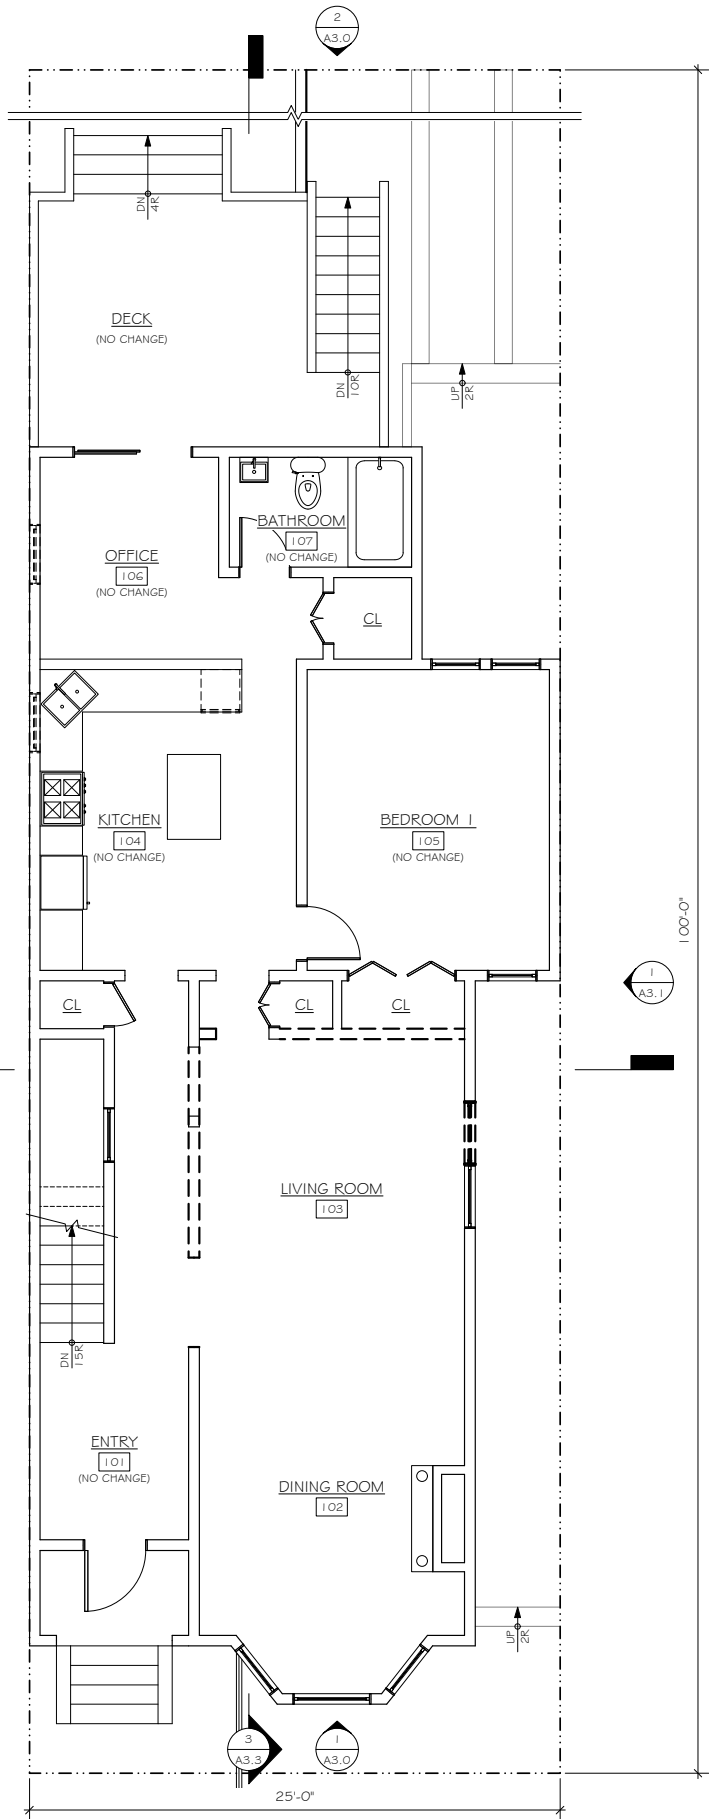 2
A3.0
DN
4R
DECK
(NO CHANGE)
DN
10R
UP
2R
BATHROOM
107
(NO CHANGE)
OFFICE
106
(NO CHANGE)
CL
KITCHEN
104
(NO CHANGE)
BEDROOM 1
105
(NO CHANGE)
100'-0"
1
A3.1
CL
CL
CL
LIVING ROOM
103
DN
15R
ENTRY
101
(NO CHANGE)
DINING ROOM
102
UP
2R
3
A3.3
1
A3.0
25'-0"